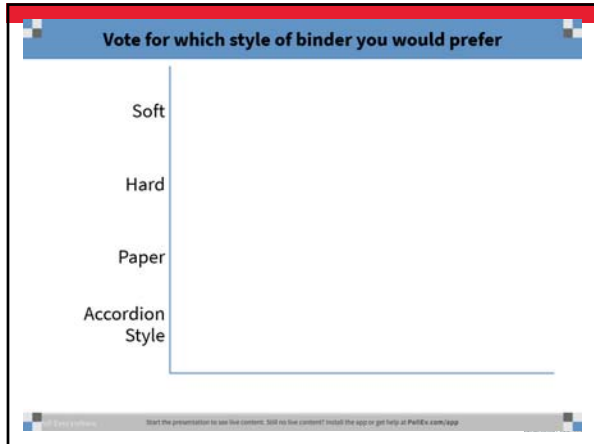 Vote for which style of binder you would prefer
Soft
Hard
Paper
Accordion
Style
Start the presentation to see live content. Still no live content? Install the app or get help at PollEv.com/app